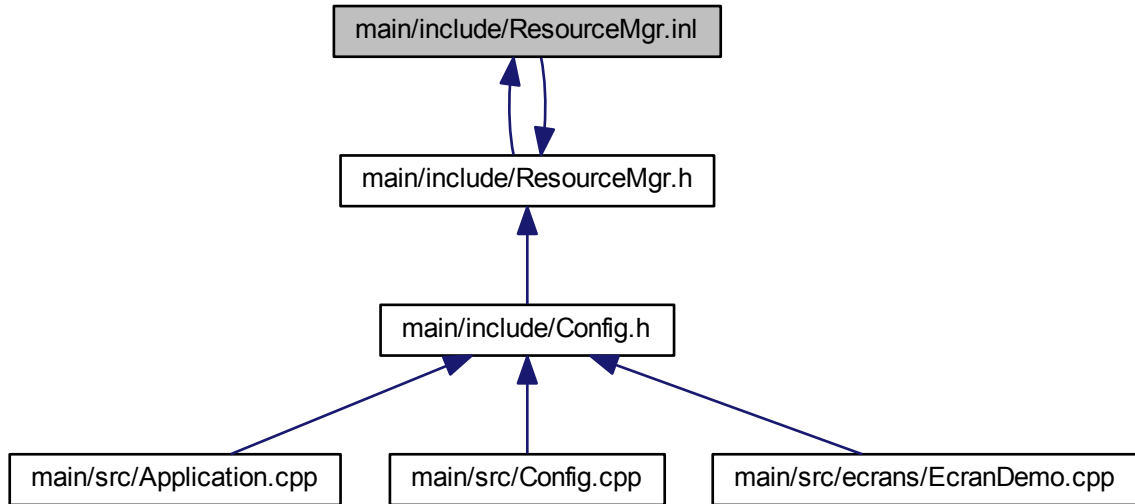 main/include/ResourceMgr.inl
main/include/ResourceMgr.h
main/include/Config.h
main/src/Application.cpp
main/src/Config.cpp
main/src/ecrans/EcranDemo.cpp